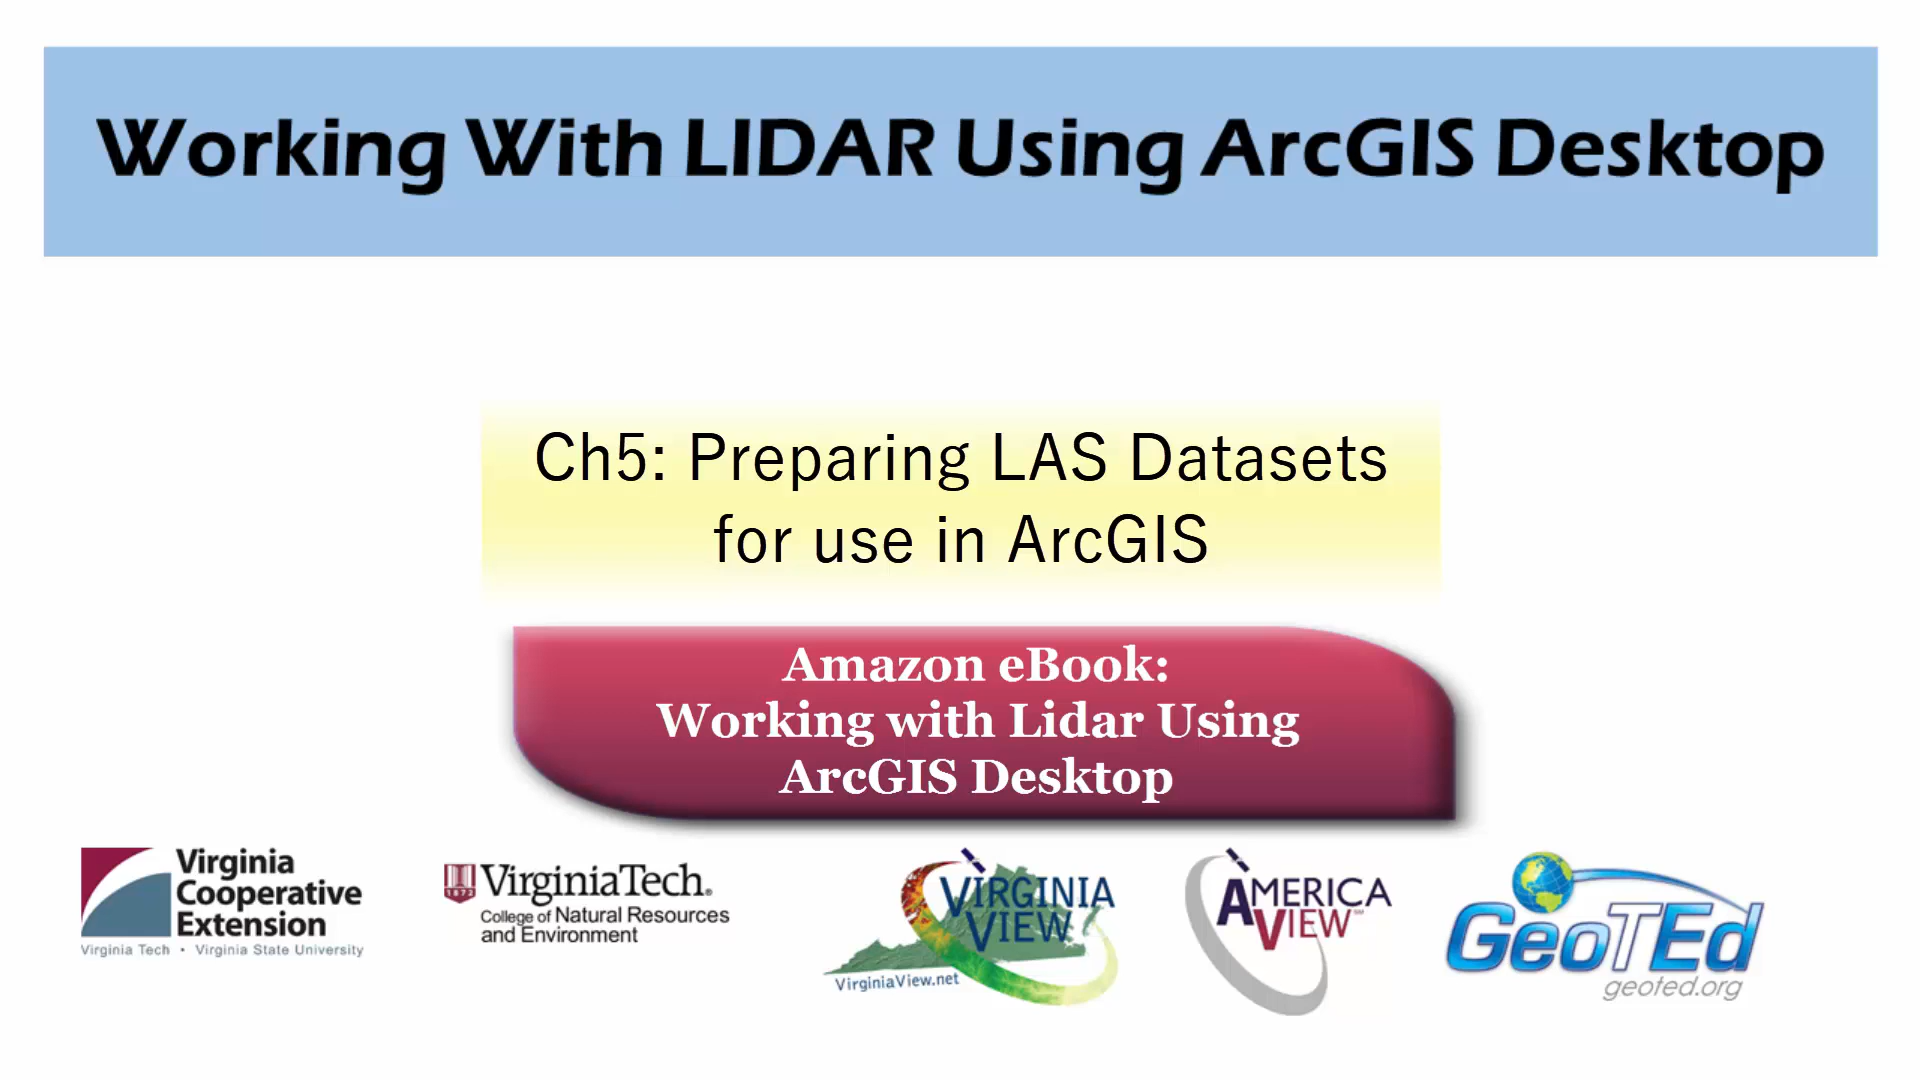 Working With LIDAR Using ArcGIS Desktop
Ch5: Preparing LAS Datasets
for use in ArcGIS
Amazon eBook:
Working with Lidar Using
ArcGIS Desktop
Virginia
Cooperative
Extension
Virginia Tech • Virginia State University
1872
VirginiaTech®
College of Natural Resources
and Environment
VIRGINIA
VIEW
VirginiaView.net
AMERICA
VIEW™
GeoTEd
geoted.org